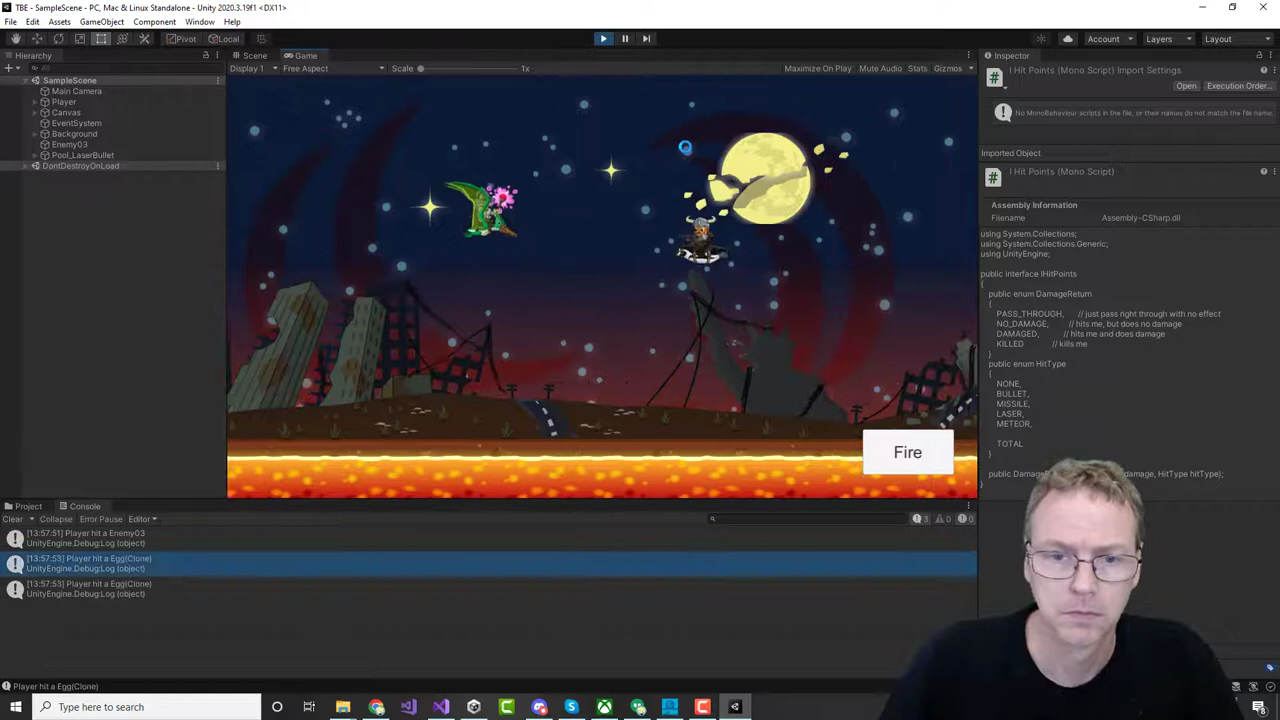 TBE - SampleScene - PC, Mac & Linux Standalone - Unity 2020.3.19f1 <DX11>
File Edit Assets GameObject Component Window Help
Pivot Local Account Layers Layout
Hierarchy
All
SampleScene
Main Camera
Player
Canvas
EventSystem
Background
Enemy03
Pool_LaserBullet
DontDestroyOnLoad
Scene Game
Display 1 Free Aspect Scale 1x Maximize On Play Mute Audio Stats Gizmos
Fire
Inspector
I Hit Points (Mono Script) Import Settings
Open Execution Order...
No MonoBehaviour scripts in the file, or their names do not match the file name.
Imported Object
I Hit Points (Mono Script)
Assembly Information
Filename Assembly-CSharp.dll
using System.Collections;
using System.Collections.Generic;
using UnityEngine;
public interface IHitPoints
{
public enum DamageReturn
{
PASS_THROUGH, // just pass right through with no effect
NO_DAMAGE, // hits me, but does no damage
DAMAGED, // hits me and does damage
KILLED // kills me
}
public enum HitType
{
NONE,
BULLET,
MISSILE,
LASER,
METEOR,
TOTAL
}
damage, HitType hitType);
}
Project Console
Clear Collapse Error Pause Editor 3 0 0
[13:57:51] Player hit a Enemy03
UnityEngine.Debug:Log (object)
[13:57:53] Player hit a Egg(Clone)
UnityEngine.Debug:Log (object)
[13:57:53] Player hit a Egg(Clone)
UnityEngine.Debug:Log (object)
Player hit a Egg(Clone)
Type here to search